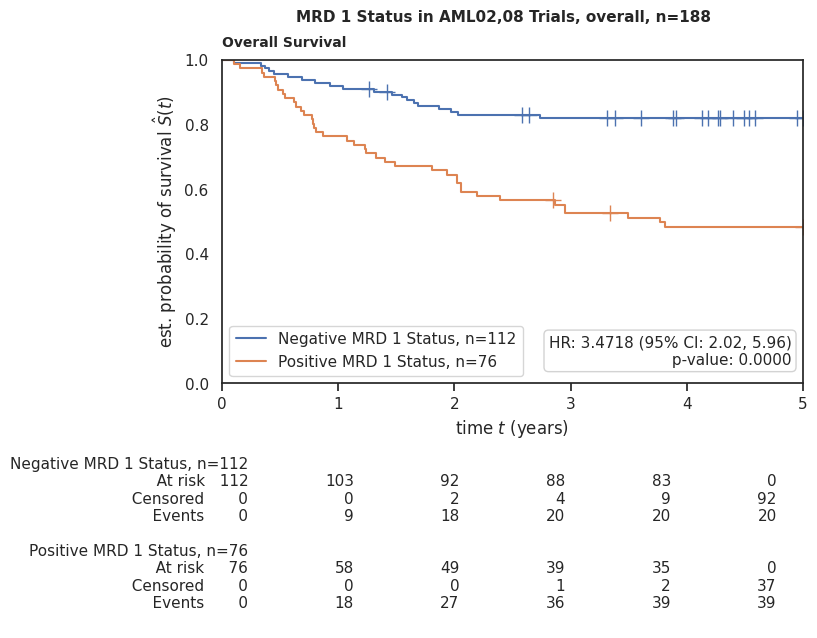 MRD 1 Status in AML02,08 Trials, overall, n=188
Overall Survival
est. probability of survival Ŝ(t)
1.0
0.8
0.6
0.4
0.2
0.0
Negative MRD 1 Status, n=112
Positive MRD 1 Status, n=76
HR: 3.4718 (95% CI: 2.02, 5.96)
p-value: 0.0000
0 1 2 3 4 5
time t (years)
Negative MRD 1 Status, n=112
At risk 112 103 92 88 83 0
Censored 0 0 2 4 9 92
Events 0 9 18 20 20 20
Positive MRD 1 Status, n=76
At risk 76 58 49 39 35 0
Censored 0 0 0 1 2 37
Events 0 18 27 36 39 39